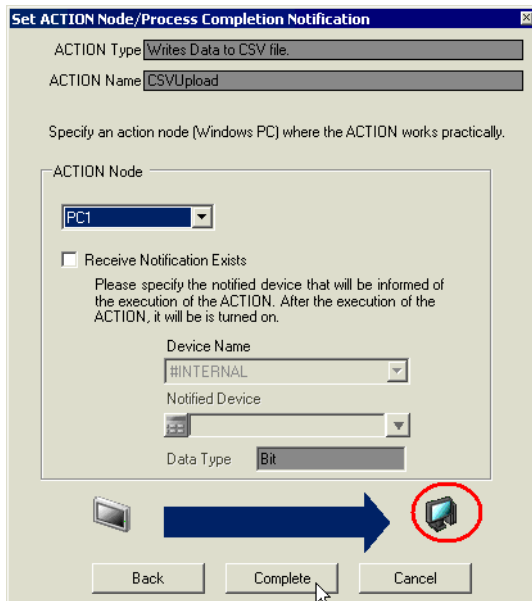 Set ACTION Node/Process Completion Notification
ACTION Type Writes Data to CSV file.
ACTION Name CSVUpload
Specify an action node (Windows PC) where the ACTION works practically.
ACTION Node
PC1
Receive Notification Exists
Please specify the notified device that will be informed of
the execution of the ACTION. After the execution of the
ACTION, it will be is turned on.
Device Name
#INTERNAL
Notified Device
Data Type Bit
Back Complete Cancel